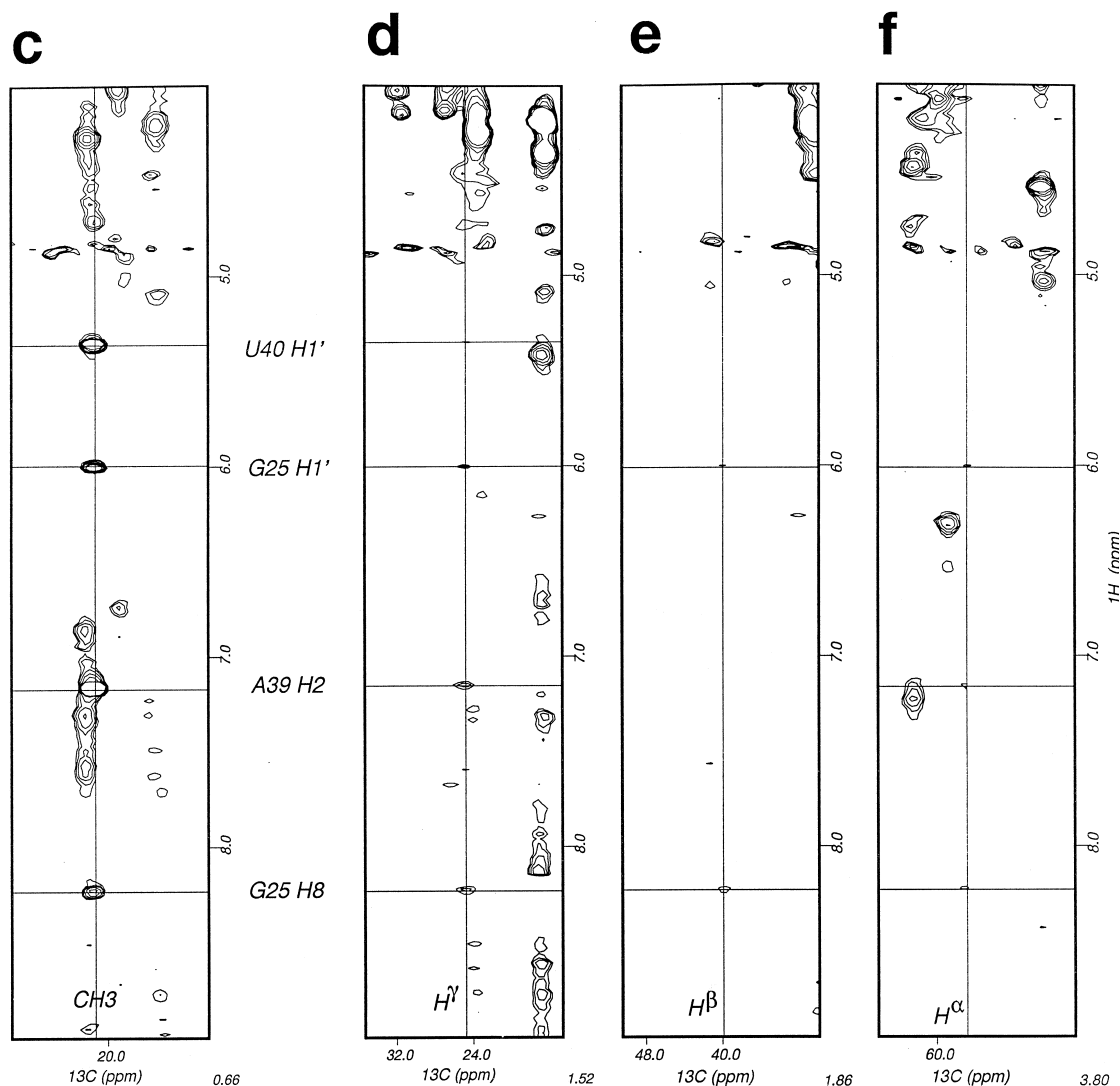 c d e f
5.0 5.0 5.0 5.0
U40 H1'
G25 H1'
6.0 6.0 6.0 6.0
1H (ppm)
A39 H2
7.0 7.0 7.0 7.0
8.0 8.0 8.0 8.0
G25 H8
CH3 Hγ Hβ Hα
20.0 32.0 24.0 48.0 40.0 60.0
13C (ppm) 0.66 13C (ppm) 1.52 13C (ppm) 1.86 13C (ppm) 3.80